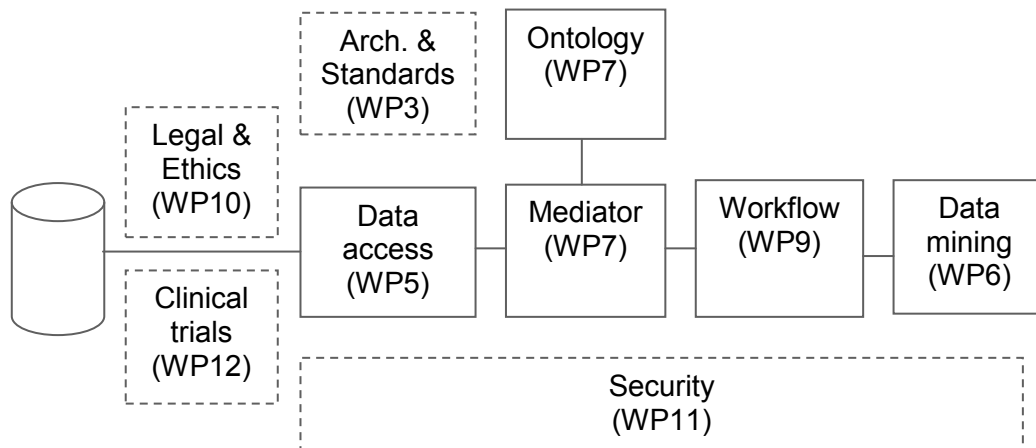 Arch. &
Standards
(WP3)
Ontology
(WP7)
Legal &
Ethics
(WP10)
Data
access
(WP5)
Mediator
(WP7)
Workflow
(WP9)
Data
mining
(WP6)
Clinical
trials
(WP12)
Security
(WP11)